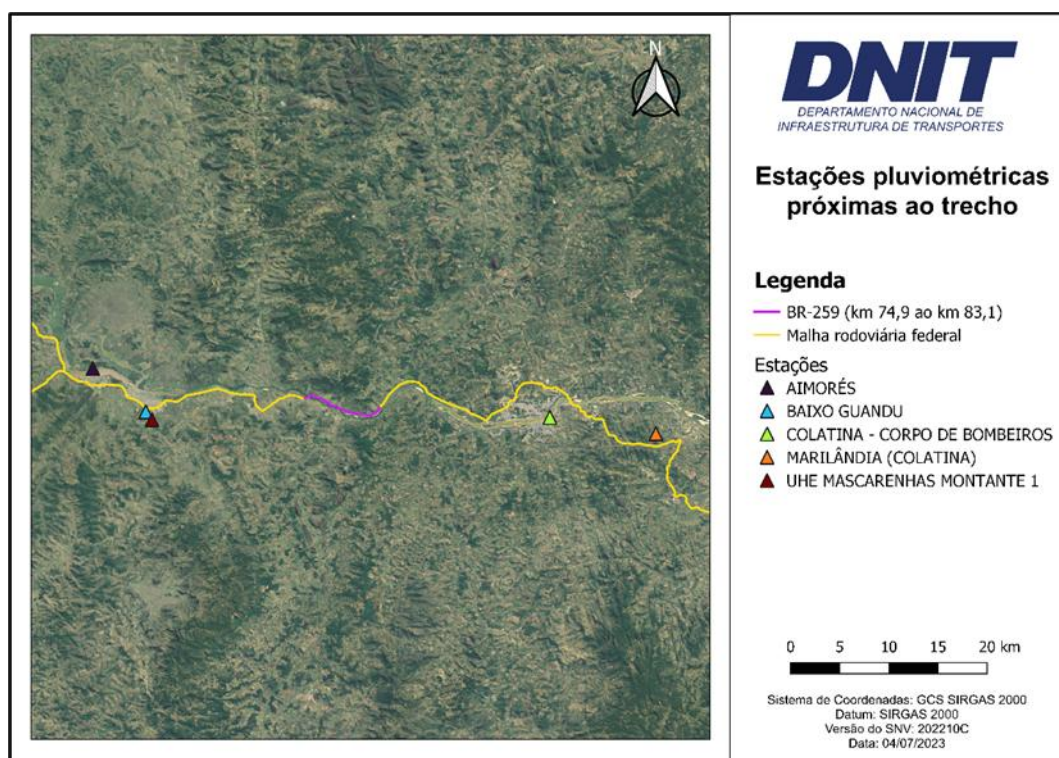 N
DNIT
DEPARTAMENTO NACIONAL DE
INFRAESTRUTURA DE TRANSPORTES
Estações pluviométricas
próximas ao trecho
Legenda
BR-259 (km 74,9 ao km 83,1)
Malha rodoviária federal
Estações
AIMORÉS
BAIXO GUANDU
COLATINA - CORPO DE BOMBEIROS
MARILÂNDIA (COLATINA)
UHE MASCARENHAS MONTANTE 1
0 5 10 15 20 km
Sistema de Coordenadas: GCS SIRGAS 2000
Datum: SIRGAS 2000
Versão do SNV: 202210C
Data: 04/07/2023